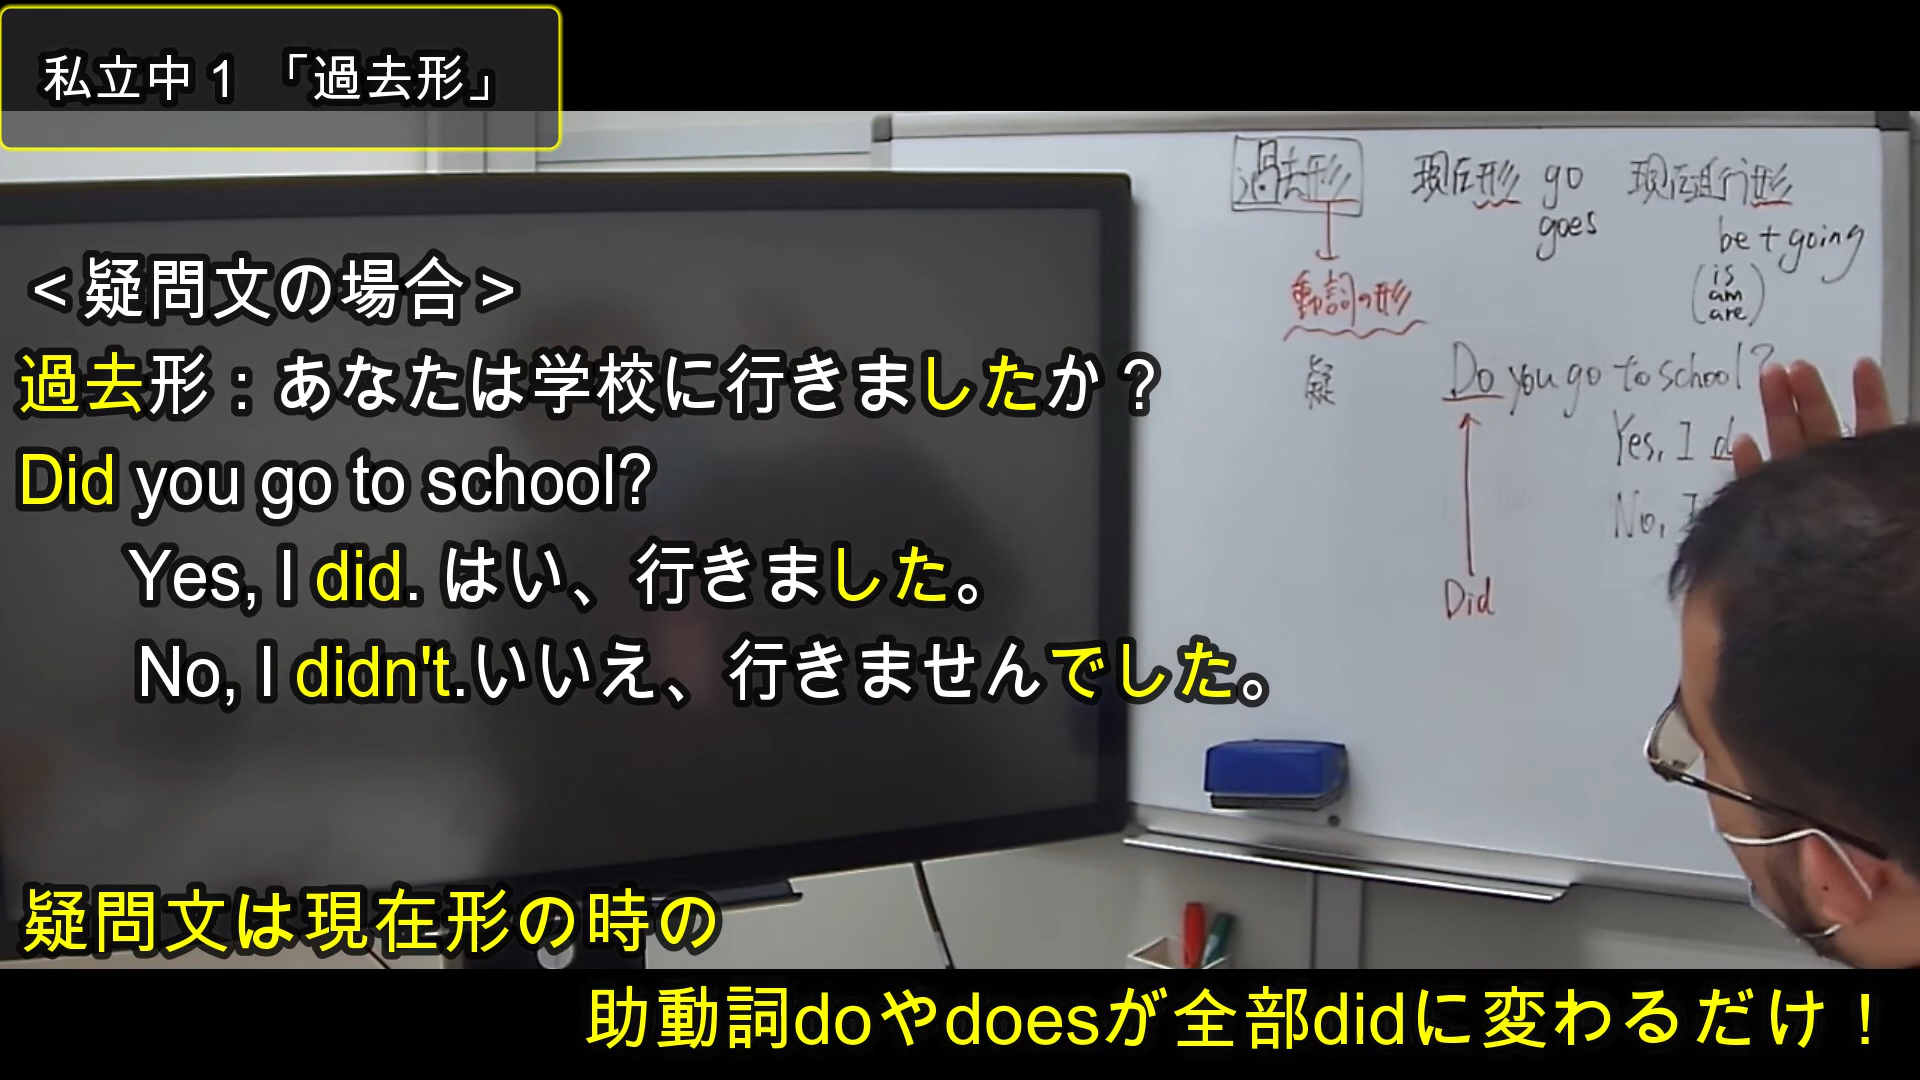 私立中１「過去形」
過去形 現在形 go 現在進行形
goes be + going
is
am
are
動詞の形
＜疑問文の場合＞
過去形：あなたは学校に行きましたか？
疑 Do you go to school?
Did you go to school?
Yes, I
Yes, I did. はい、行きました。
No, I
Did
No, I didn't.いいえ、行きませんでした。
疑問文は現在形の時の
助動詞doやdoesが全部didに変わるだけ！